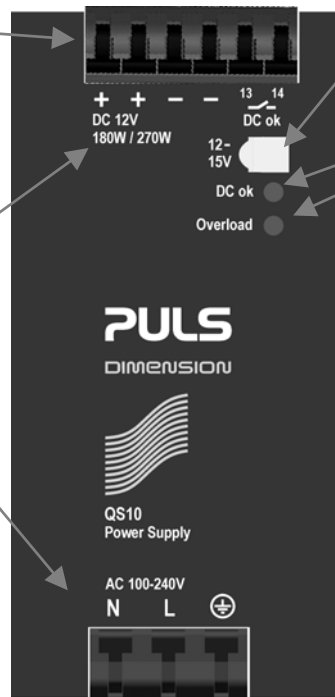 + + − − 13 14
DC 12V
DC ok
180W / 270W
12–
15V
DC ok
Overload
PULS
DIMENSION
QS10
Power Supply
AC 100-240V
N L